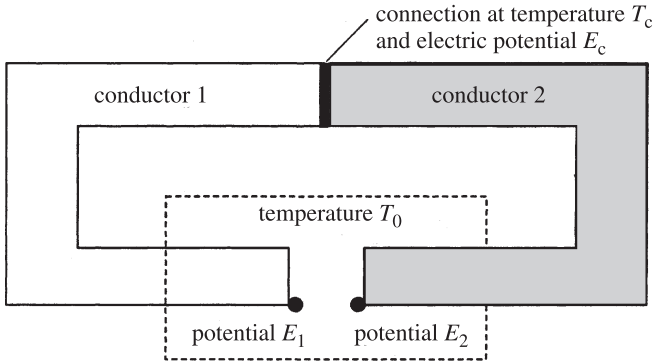 connection at temperature Tc
and electric potential Ec
conductor 1
conductor 2
temperature T0
potential E1
potential E2